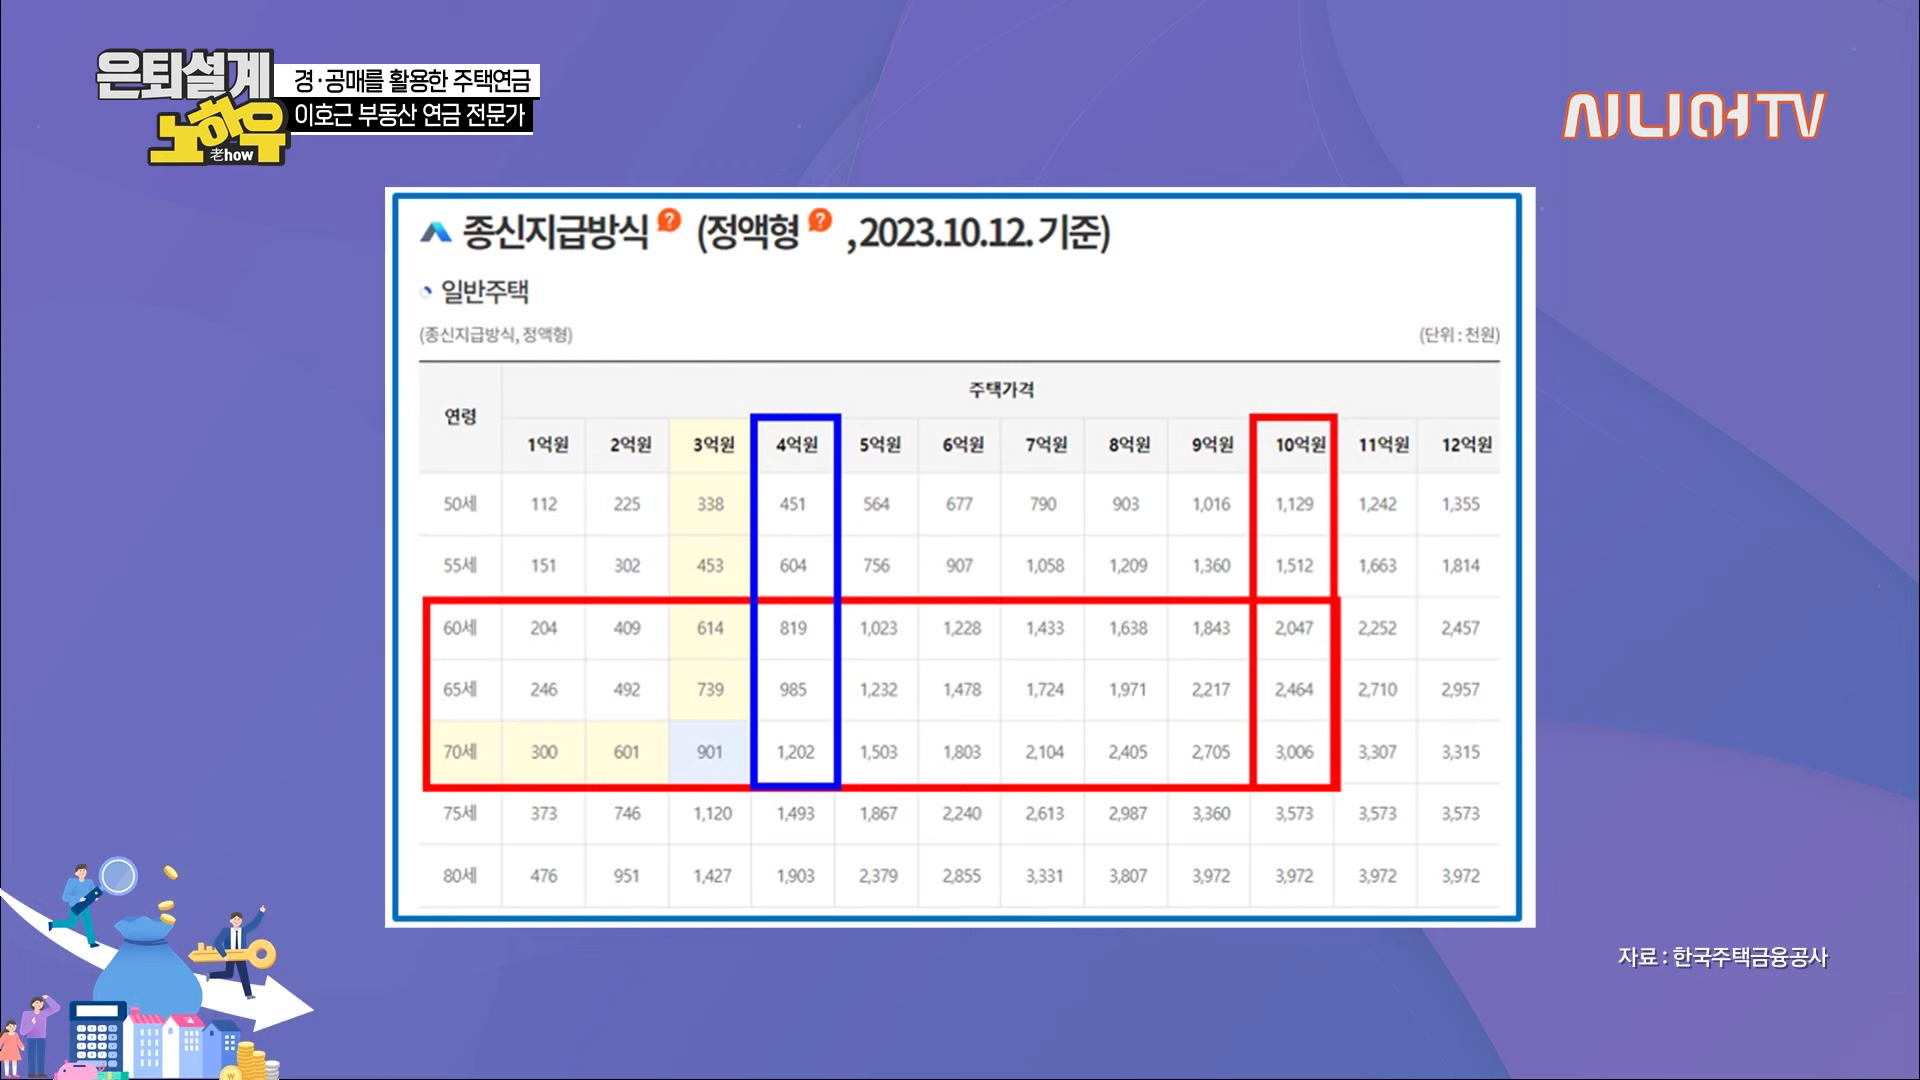 은퇴설계
노하우
老how
경·공매를 활용한 주택연금
이호근 부동산 연금 전문가
시니어TV
종신지급방식 ? (정액형 ? , 2023.10.12. 기준)
일반주택
(종신지급방식, 정액형) (단위 : 천원)
연령 주택가격
1억원 2억원 3억원 4억원 5억원 6억원 7억원 8억원 9억원 10억원 11억원 12억원
50세 112 225 338 451 564 677 790 903 1,016 1,129 1,242 1,355
55세 151 302 453 604 756 907 1,058 1,209 1,360 1,512 1,663 1,814
60세 204 409 614 819 1,023 1,228 1,433 1,638 1,843 2,047 2,252 2,457
65세 246 492 739 985 1,232 1,478 1,724 1,971 2,217 2,464 2,710 2,957
70세 300 601 901 1,202 1,503 1,803 2,104 2,405 2,705 3,006 3,307 3,315
75세 373 746 1,120 1,493 1,867 2,240 2,613 2,987 3,360 3,573 3,573 3,573
80세 476 951 1,427 1,903 2,379 2,855 3,331 3,807 3,972 3,972 3,972 3,972
자료 : 한국주택금융공사